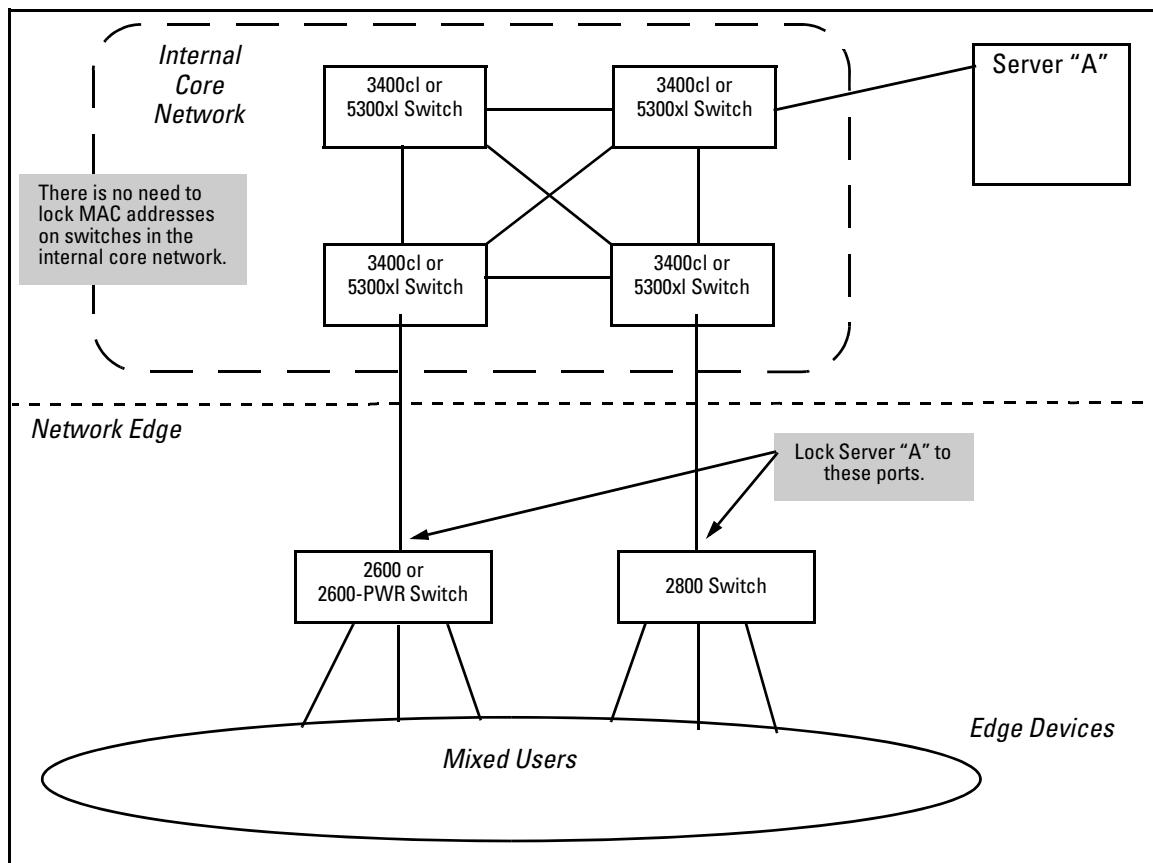 Internal
Core
Network
3400cl or
5300xl Switch
3400cl or
5300xl Switch
Server “A”
There is no need to
lock MAC addresses
on switches in the
internal core network.
3400cl or
5300xl Switch
3400cl or
5300xl Switch
Network Edge
Lock Server “A” to
these ports.
2600 or
2600-PWR Switch
2800 Switch
Edge Devices
Mixed Users